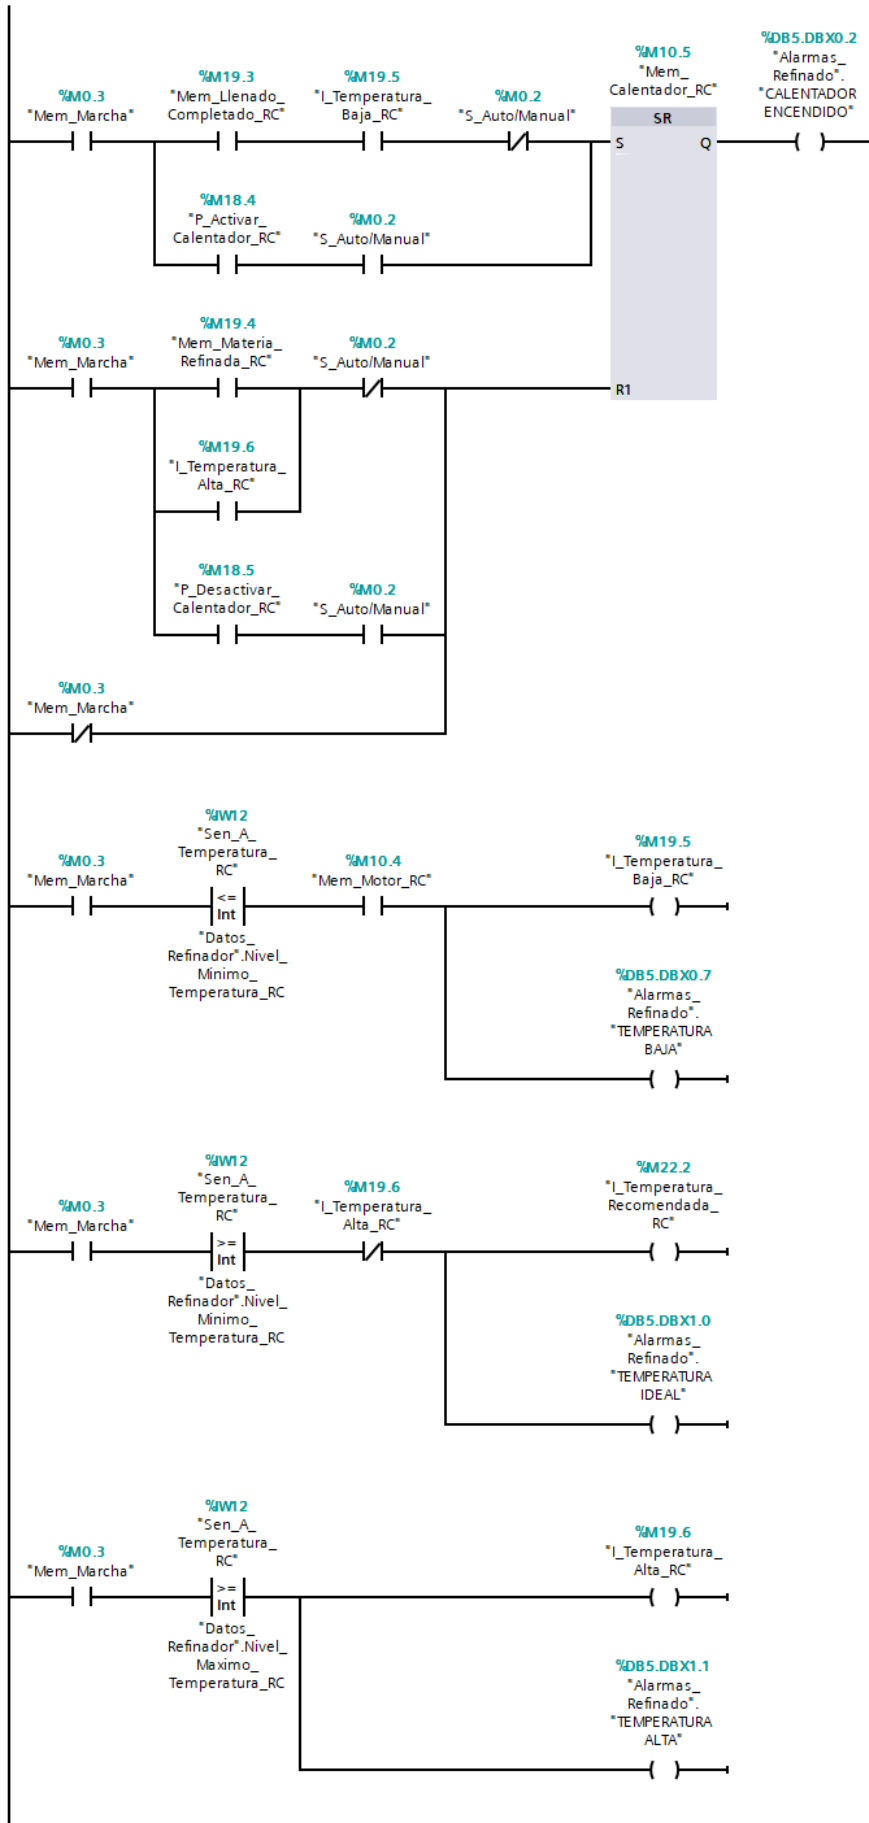 %M10.5
"Mem_
Calentador_RC"
%DB5.DBX0.2
"Alarmas_
Refinado".
"CALENTADOR
ENCENDIDO"
%M0.3
"Mem_Marcha"
%M19.3
"Mem_Llenado_
Completado_RC"
%M19.5
"I_Temperatura_
Baja_RC"
%M0.2
"S_Auto/Manual"
SR
S
Q
%M18.4
"P_Activar_
Calentador_RC"
%M0.2
"S_Auto/Manual"
%M0.3
"Mem_Marcha"
%M19.4
"Mem_Materia_
Refinada_RC"
%M0.2
"S_Auto/Manual"
R1
%M19.6
"I_Temperatura_
Alta_RC"
%M18.5
"P_Desactivar_
Calentador_RC"
%M0.2
"S_Auto/Manual"
%M0.3
"Mem_Marcha"
%M0.3
"Mem_Marcha"
%IW12
"Sen_A_
Temperatura_
RC"
<=
Int
"Datos_
Refinador".Nivel_
Minimo_
Temperatura_RC
%M10.4
"Mem_Motor_RC"
%M19.5
"I_Temperatura_
Baja_RC"
%DB5.DBX0.7
"Alarmas_
Refinado".
"TEMPERATURA
BAJA"
%M0.3
"Mem_Marcha"
%IW12
"Sen_A_
Temperatura_
RC"
>=
Int
"Datos_
Refinador".Nivel_
Minimo_
Temperatura_RC
%M19.6
"I_Temperatura_
Alta_RC"
%M22.2
"I_Temperatura_
Recomendada_
RC"
%DB5.DBX1.0
"Alarmas_
Refinado".
"TEMPERATURA
IDEAL"
%M0.3
"Mem_Marcha"
%IW12
"Sen_A_
Temperatura_
RC"
>=
Int
"Datos_
Refinador".Nivel_
Maximo_
Temperatura_RC
%M19.6
"I_Temperatura_
Alta_RC"
%DB5.DBX1.1
"Alarmas_
Refinado".
"TEMPERATURA
ALTA"